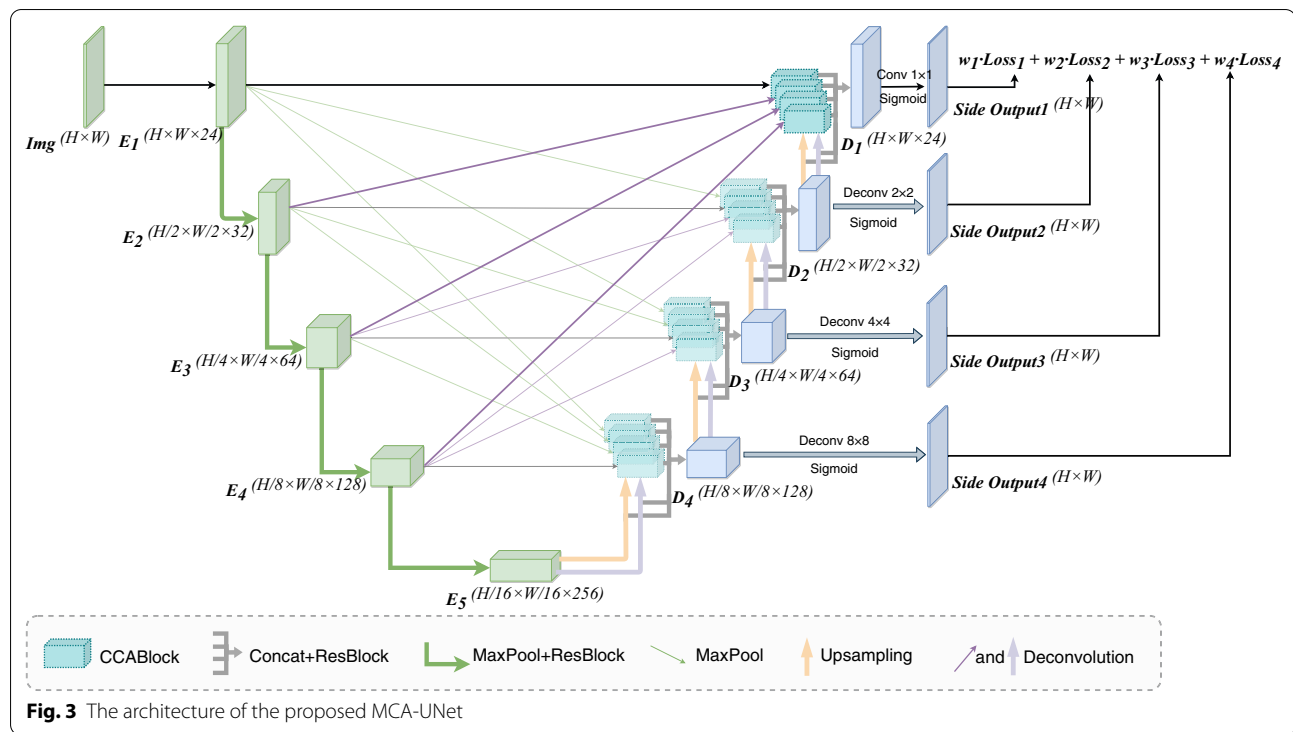 w1·Loss1 + w2·Loss2 + w3·Loss3 + w4·Loss4
Conv 1×1
Sigmoid
Img (H×W)
E1 (H×W×24)
D1 (H×W×24)
Side Output1 (H×W)
Deconv 2×2
Sigmoid
E2 (H/2×W/2×32)
D2 (H/2×W/2×32)
Side Output2 (H×W)
Deconv 4×4
Sigmoid
E3 (H/4×W/4×64)
D3 (H/4×W/4×64)
Side Output3 (H×W)
Deconv 8×8
Sigmoid
E4 (H/8×W/8×128)
D4 (H/8×W/8×128)
Side Output4 (H×W)
E5 (H/16×W/16×256)
CCABlock
Concat+ResBlock
MaxPool+ResBlock
MaxPool
Upsampling
and Deconvolution
Fig. 3 The architecture of the proposed MCA-UNet